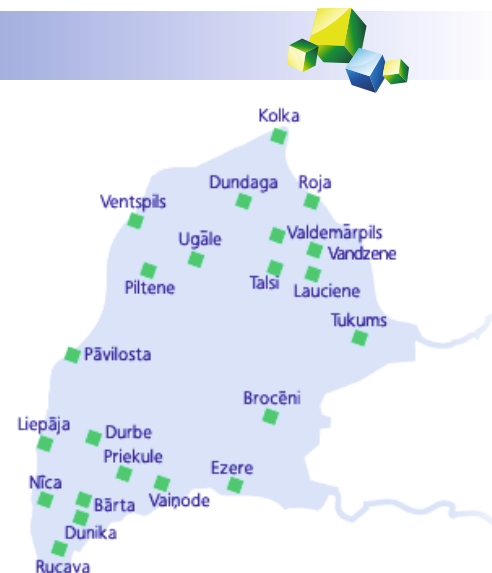 Kolka
Dundaga
Roja
Ventspils
Valdemārpils
Ugāle
Vandzene
Talsi
Piltene
Lauciene
Tukums
Pāvilosta
Brocēni
Liepāja
Durbe
Priekule
Ezere
Nīca
Bārta
Vaiņode
Dunika
Rucava